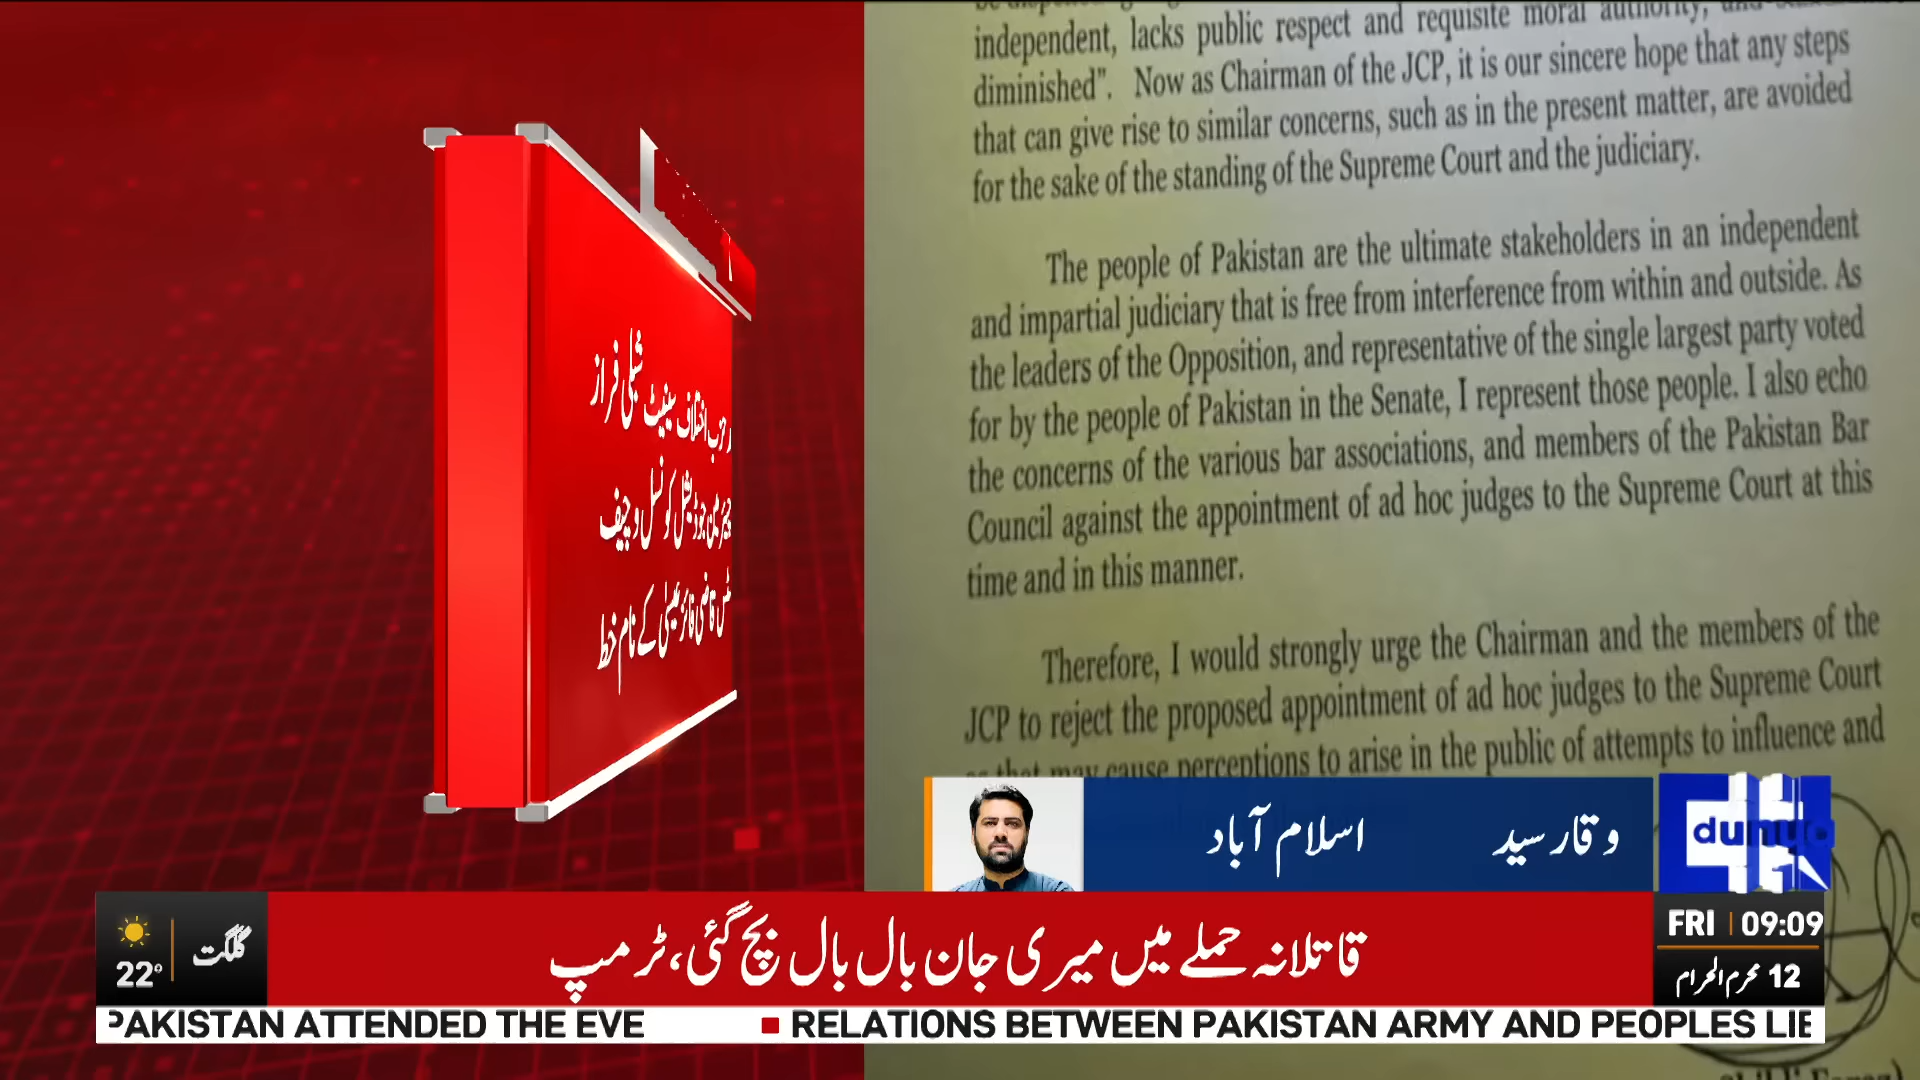 حزب اختلاف سینیٹ شبلی فراز
جوڈیشل کونسل و چیف
قاضی فائز عیسیٰ کے نام خط
independent, lacks public respect and requisite moral authority, and
diminished". Now as Chairman of the JCP, it is our sincere hope that any steps
that can give rise to similar concerns, such as in the present matter, are avoided
for the sake of the standing of the Supreme Court and the judiciary.
The people of Pakistan are the ultimate stakeholders in an independent
and impartial judiciary that is free from interference from within and outside. As
the leaders of the Opposition, and representative of the single largest party voted
for by the people of Pakistan in the Senate, I represent those people. I also echo
the concerns of the various bar associations, and members of the Pakistan Bar
Council against the appointment of ad hoc judges to the Supreme Court at this
time and in this manner.
Therefore, I would strongly urge the Chairman and the members of the
JCP to reject the proposed appointment of ad hoc judges to the Supreme Court
as that may cause perceptions to arise in the public of attempts to influence and
وقار سید
اسلام آباد
dunya
گلگت
22°
قاتلانہ حملے میں میری جان بال بال بچ گئی، ٹرمپ
FRI 09:09
12 محرم الحرام
PAKISTAN ATTENDED THE EVE
RELATIONS BETWEEN PAKISTAN ARMY AND PEOPLES LIE